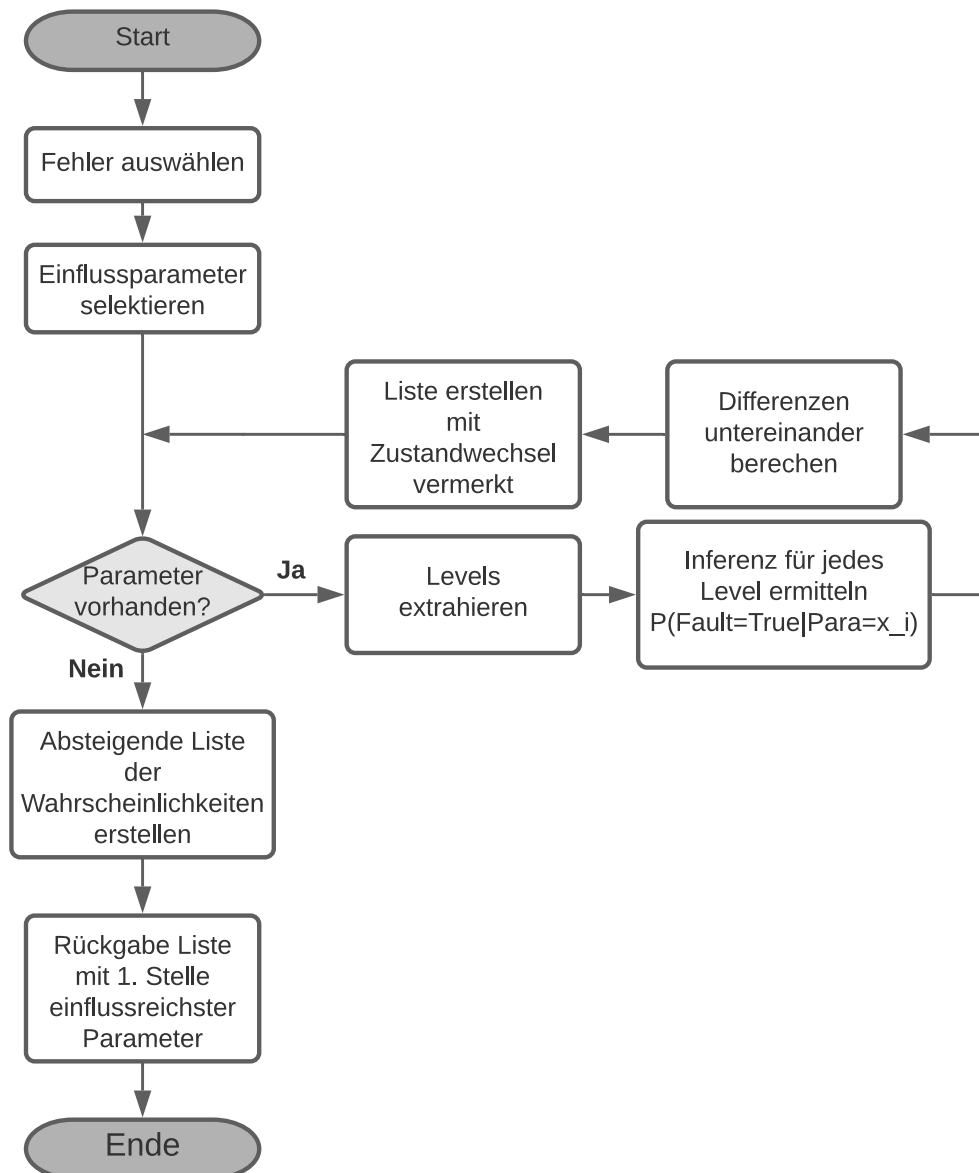 Start
Fehler auswählen
Einflussparameter
selektieren
Liste erstellen
mit
Zustandwechsel
vermerkt
Differenzen
untereinander
berechen
Parameter
vorhanden?
Ja
Levels
extrahieren
Inferenz für jedes
Level ermitteln
P(Fault=True|Para=x_i)
Nein
Absteigende Liste
der
Wahrscheinlichkeiten
erstellen
Rückgabe Liste
mit 1. Stelle
einflussreichster
Parameter
Ende